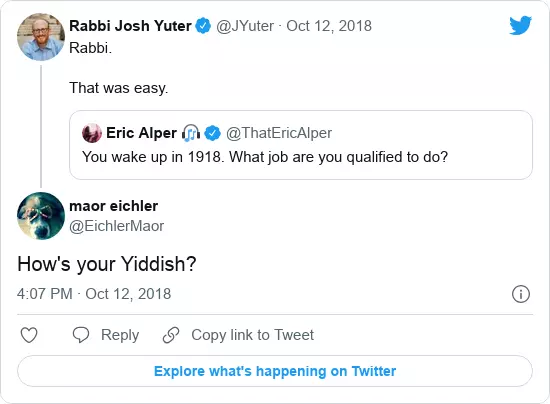 Rabbi Josh Yuter @JYuter · Oct 12, 2018
Rabbi.
That was easy.
Eric Alper 🎧 @ThatEricAlper
You wake up in 1918. What job are you qualified to do?
maor eichler
@EichlerMaor
How's your Yiddish?
4:07 PM · Oct 12, 2018
Reply Copy link to Tweet
Explore what's happening on Twitter